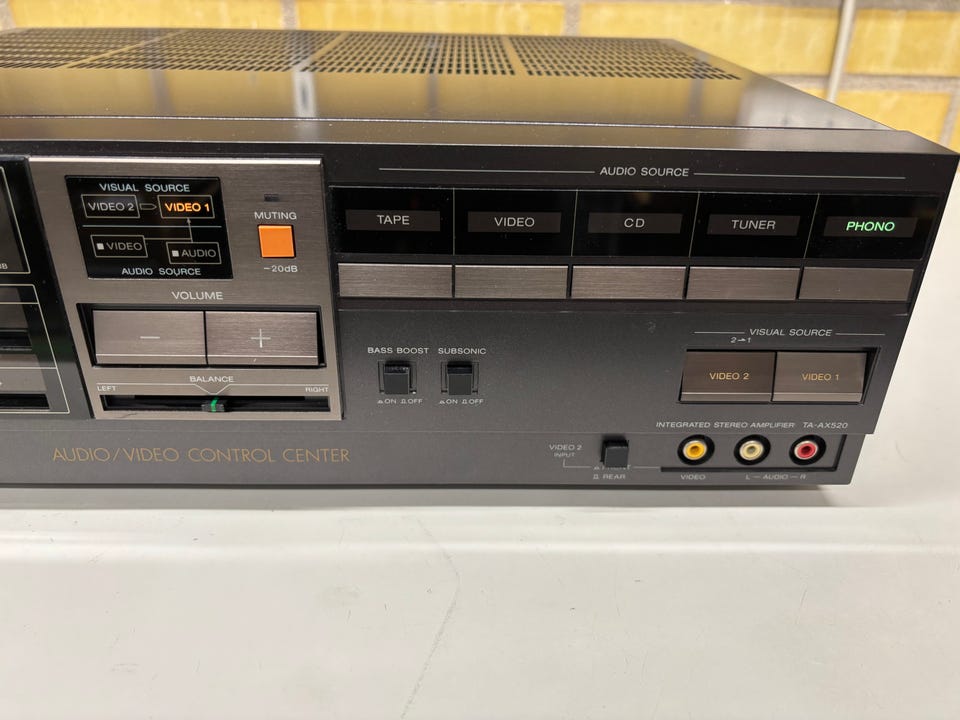 AUDIO SOURCE
VISUAL SOURCE
VIDEO 2 VIDEO 1
VIDEO AUDIO
AUDIO SOURCE
MUTING
-20dB
TAPE VIDEO CD TUNER PHONO
VOLUME
- +
BALANCE
LEFT RIGHT
BASS BOOST SUBSONIC
ON OFF ON OFF
VISUAL SOURCE
2→1
VIDEO 2 VIDEO 1
INTEGRATED STEREO AMPLIFIER TA-AX520
AUDIO/VIDEO CONTROL CENTER
VIDEO 2
INPUT
FRONT
REAR
VIDEO L — AUDIO — R